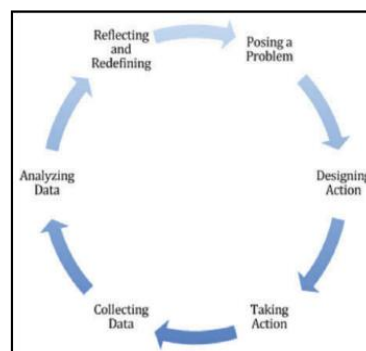 Reflecting
and
Redefining
Posing a
Problem
Designing
Action
Taking
Action
Collecting
Data
Analyzing
Data